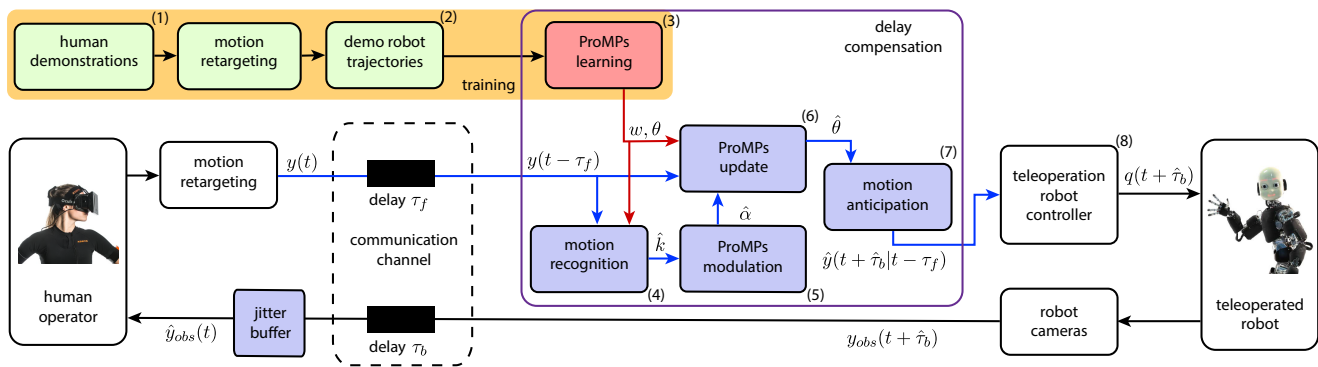 (1)
(2)
(3)
human
demonstrations
motion
retargeting
demo robot
trajectories
ProMPs
learning
training
delay
compensation
w, θ
(6)
ProMPs
update
θ̂
(7)
motion
anticipation
(8)
teleoperation
robot
controller
q(t + τ̂_b)
motion
retargeting
y(t)
delay τ_f
y(t − τ_f)
communication
channel
α̂
motion
recognition
k̂
(4)
ProMPs
modulation
(5)
ŷ(t + τ̂_b|t − τ_f)
human
operator
ŷ_obs(t)
jitter
buffer
delay τ_b
y_obs(t + τ̂_b)
robot
cameras
teleoperated
robot